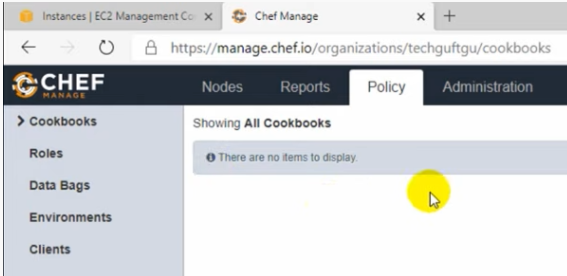 Instances | EC2 Management Co
Chef Manage
https://manage.chef.io/organizations/techguftgu/cookbooks
CHEF
MANAGE
Nodes Reports Policy Administration
Cookbooks
Roles
Data Bags
Environments
Clients
Showing All Cookbooks
There are no items to display.